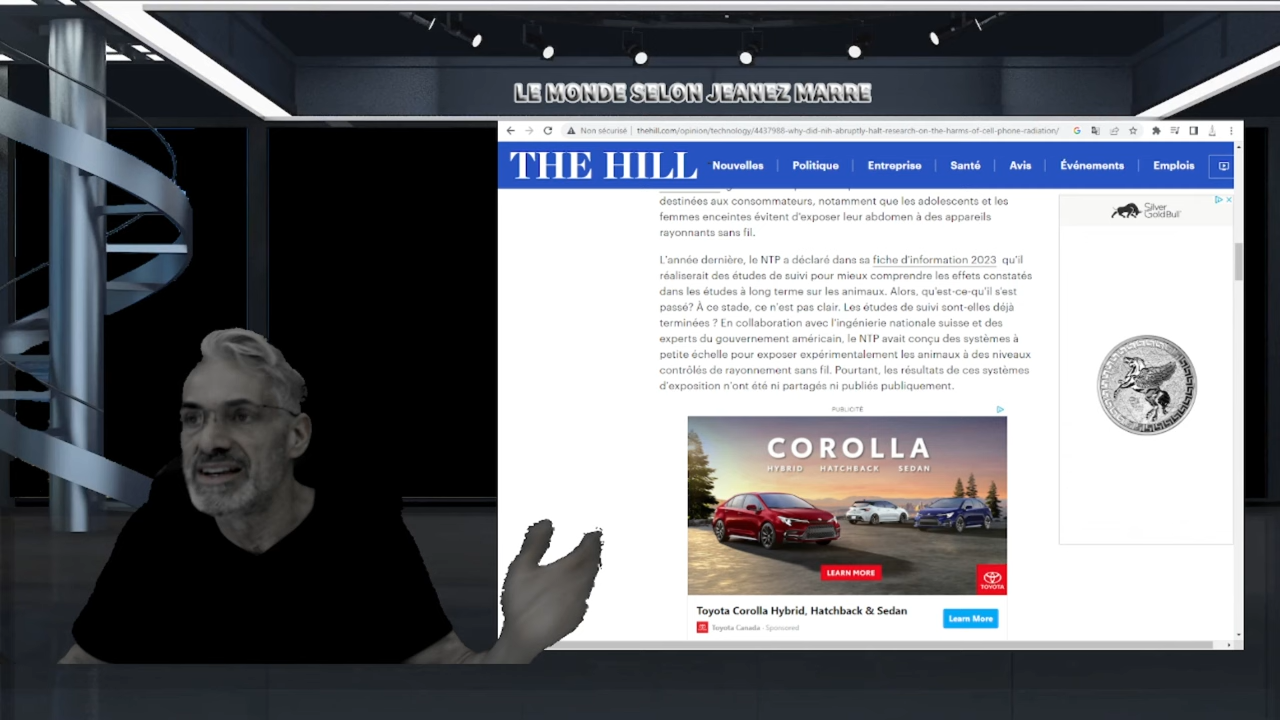 LE MONDE SELON JEANEZ MARRE
Non sécurisé | thehill.com/opinion/technology/4437988-why-did-nih-abruptly-halt-research-on-the-harms-of-cell-phone-radiation/
THE HILL
Nouvelles | Politique | Entreprise | Santé | Avis | Événements | Emplois
destinées aux consommateurs, notamment que les adolescents et les
femmes enceintes évitent d'exposer leur abdomen à des appareils
rayonnants sans fil.
L'année dernière, le NTP a déclaré dans sa fiche d'information 2023 qu'il
réaliserait des études de suivi pour mieux comprendre les effets constatés
dans les études à long terme sur les animaux. Alors, qu'est-ce-qu'il s'est
passé? À ce stade, ce n'est pas clair. Les études de suivi sont-elles déjà
terminées ? En collaboration avec l'ingénierie nationale suisse et des
experts du gouvernement américain, le NTP avait conçu des systèmes à
petite échelle pour exposer expérimentalement les animaux à des niveaux
contrôlés de rayonnement sans fil. Pourtant, les résultats de ces systèmes
d'exposition n'ont été ni partagés ni publiés publiquement.
PUBLICITÉ
COROLLA
HYBRID HATCHBACK SEDAN
LEARN MORE
TOYOTA
Toyota Corolla Hybrid, Hatchback & Sedan
Toyota Canada · Sponsored
Learn More
Silver
Gold Bull